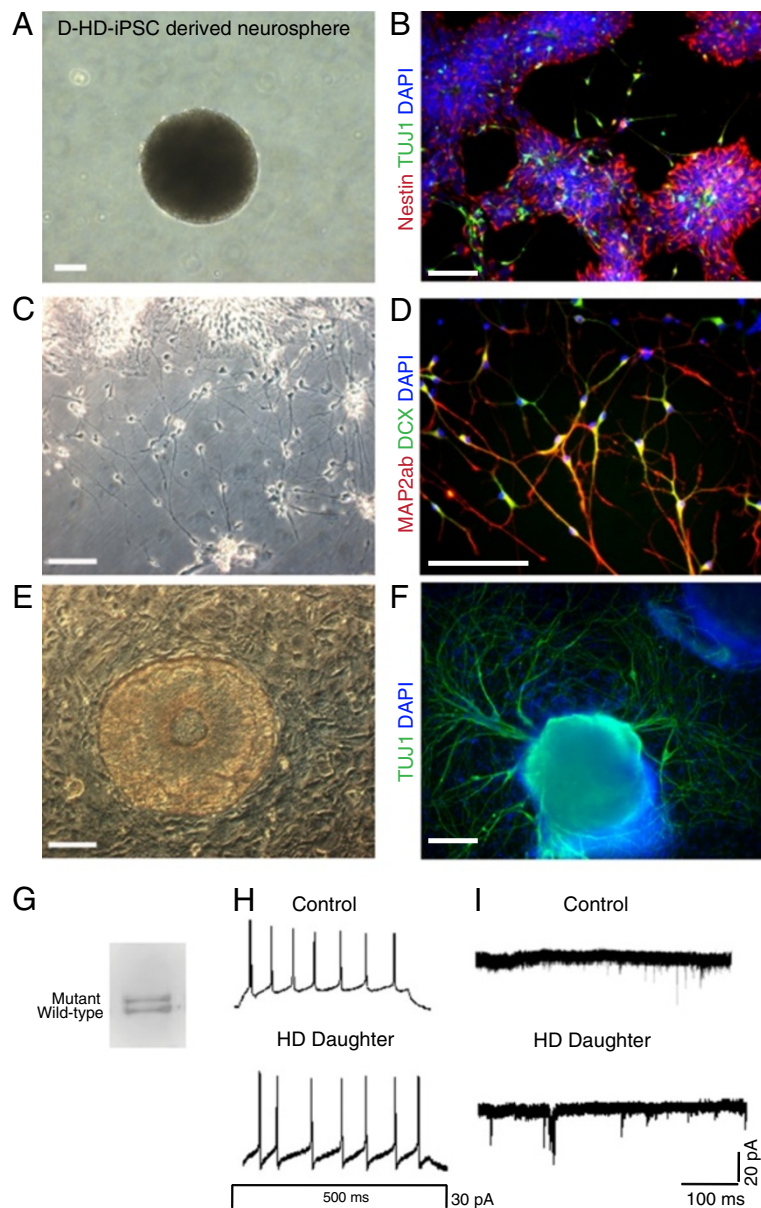 A
D-HD-iPSC derived neurosphere
B
Nestin TUJ1 DAPI
C
D
MAP2ab DCX DAPI
E
F
TUJ1 DAPI
G
Mutant
Wild-type
H
Control
HD Daughter
500 ms
30 pA
I
Control
HD Daughter
20 pA
100 ms